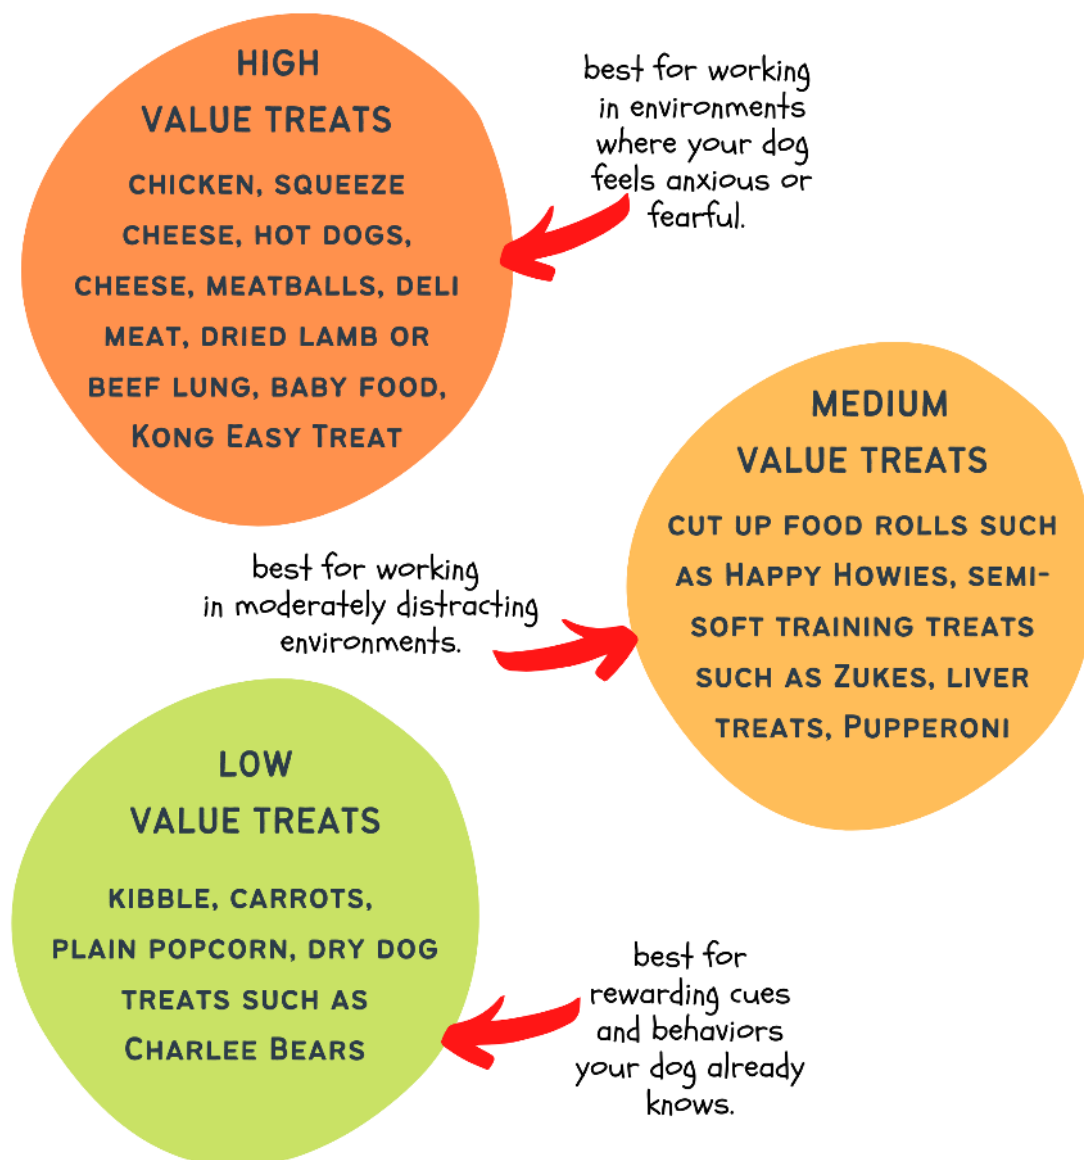 HIGH
VALUE TREATS
CHICKEN, SQUEEZE
CHEESE, HOT DOGS,
CHEESE, MEATBALLS, DELI
MEAT, DRIED LAMB OR
BEEF LUNG, BABY FOOD,
KONG EASY TREAT
best for working
in environments
where your dog
feels anxious or
fearful.
MEDIUM
VALUE TREATS
CUT UP FOOD ROLLS SUCH
AS HAPPY HOWIES, SEMI-
SOFT TRAINING TREATS
SUCH AS ZUKES, LIVER
TREATS, PUPPERONI
best for working
in moderately distracting
environments.
LOW
VALUE TREATS
KIBBLE, CARROTS,
PLAIN POPCORN, DRY DOG
TREATS SUCH AS
CHARLEE BEARS
best for
rewarding cues
and behaviors
your dog already
knows.